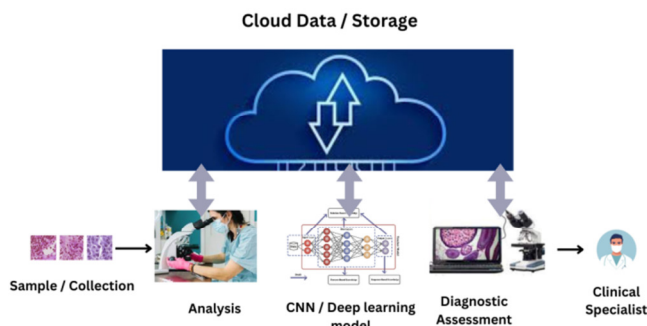 Cloud Data / Storage
Sample / Collection
Analysis
CNN / Deep learning
model
Diagnostic
Assessment
Clinical
Specialist